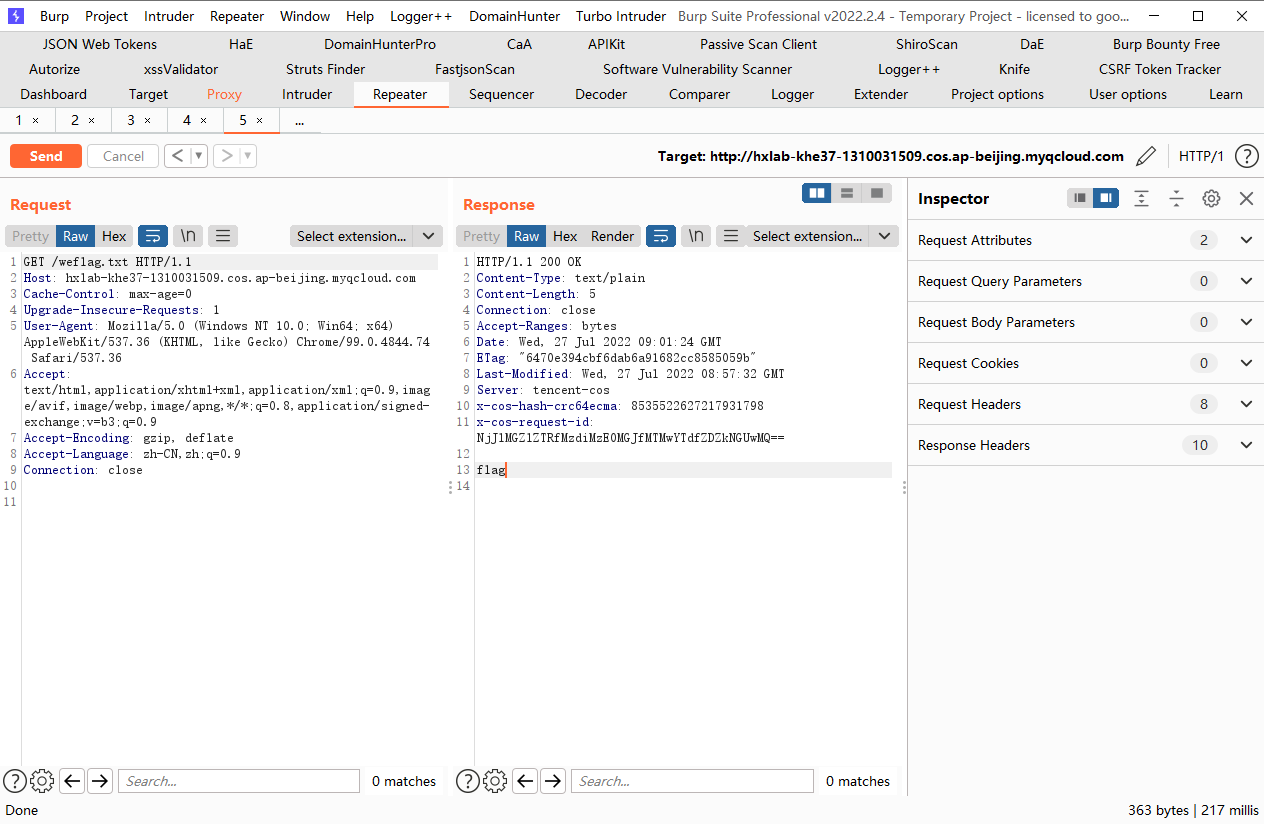 Burp Project Intruder Repeater Window Help Logger++ DomainHunter Turbo Intruder Burp Suite Professional v2022.2.4 - Temporary Project - licensed to goo...
JSON Web Tokens HaE DomainHunterPro CaA APIKit Passive Scan Client ShiroScan DaE Burp Bounty Free
Autorize xssValidator Struts Finder FastjsonScan Software Vulnerability Scanner Logger++ Knife CSRF Token Tracker
Dashboard Target Proxy Intruder Repeater Sequencer Decoder Comparer Logger Extender Project options User options Learn
1 × 2 × 3 × 4 × 5 × ...
Send Cancel < > Target: http://hxlab-khe37-1310031509.cos.ap-beijing.myqcloud.com HTTP/1 ?
Request
Pretty Raw Hex \n Select extension...
1 GET /weflag.txt HTTP/1.1
2 Host: hxlab-khe37-1310031509.cos.ap-beijing.myqcloud.com
3 Cache-Control: max-age=0
4 Upgrade-Insecure-Requests: 1
5 User-Agent: Mozilla/5.0 (Windows NT 10.0; Win64; x64)
AppleWebKit/537.36 (KHTML, like Gecko) Chrome/99.0.4844.74
Safari/537.36
6 Accept:
text/html,application/xhtml+xml,application/xml;q=0.9,imag
e/avif,image/webp,image/apng,*/*;q=0.8,application/signed-
exchange;v=b3;q=0.9
7 Accept-Encoding: gzip, deflate
8 Accept-Language: zh-CN,zh;q=0.9
9 Connection: close
10
11
? Search... 0 matches
Response
Pretty Raw Hex Render \n Select extension...
1 HTTP/1.1 200 OK
2 Content-Type: text/plain
3 Content-Length: 5
4 Connection: close
5 Accept-Ranges: bytes
6 Date: Wed, 27 Jul 2022 09:01:24 GMT
7 ETag: "6470e394cbf6dab6a91682cc8585059b"
8 Last-Modified: Wed, 27 Jul 2022 08:57:32 GMT
9 Server: tencent-cos
10 x-cos-hash-crc64ecma: 8535522627217931798
11 x-cos-request-id:
NjJlMGZlZTRfMzdiMzE0MGJfMTMwYTdfZDZkNGUwMQ==
12
13 flag
14
? Search... 0 matches
Inspector
Request Attributes 2
Request Query Parameters 0
Request Body Parameters 0
Request Cookies 0
Request Headers 8
Response Headers 10
Done 363 bytes | 217 millis